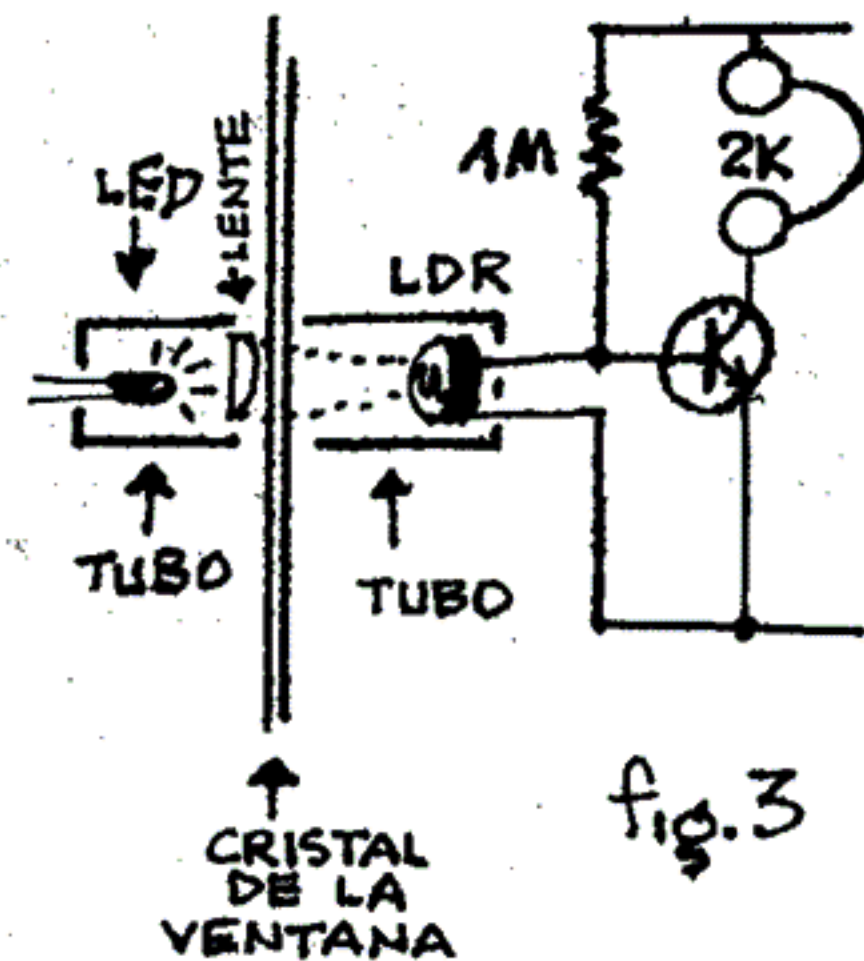 LED
LENTE
1M
2K
LDR
TUBO
TUBO
CRISTAL
DE LA
VENTANA
fig.3